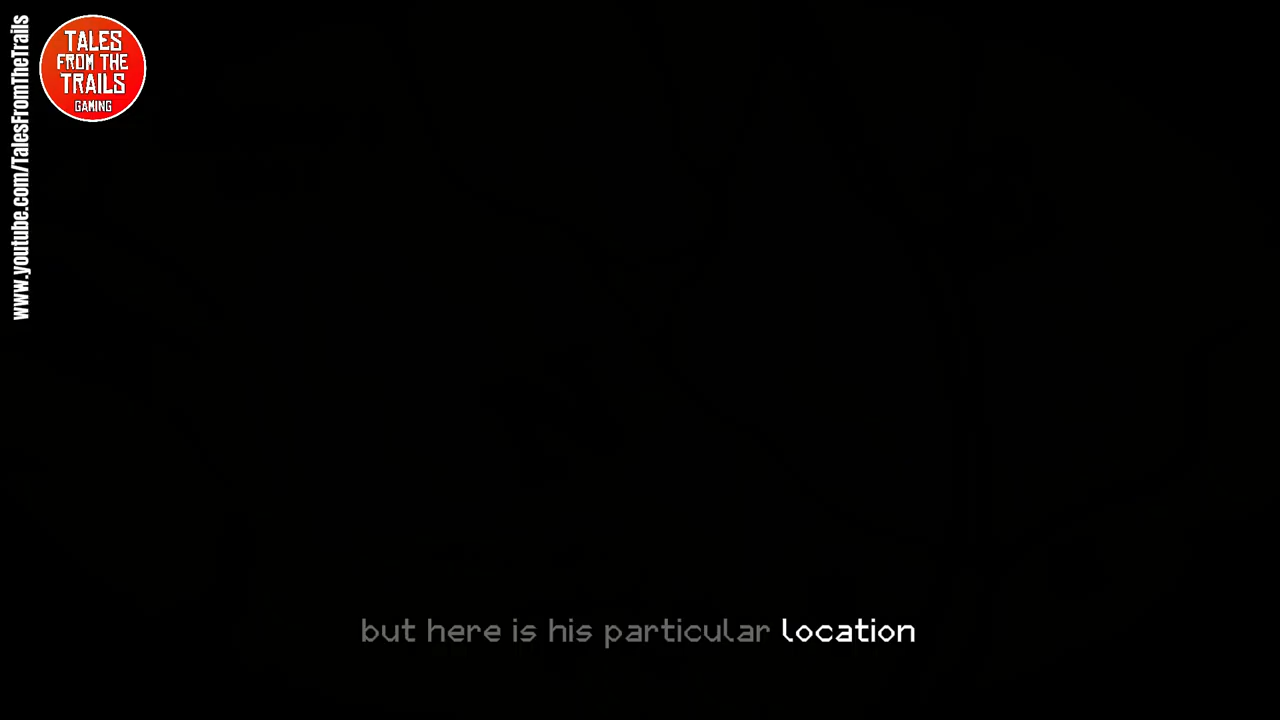 www.youtube.com/TalesFromTheTrails
TALES
FROM THE
TRAILS
GAMING
but here is his particular location